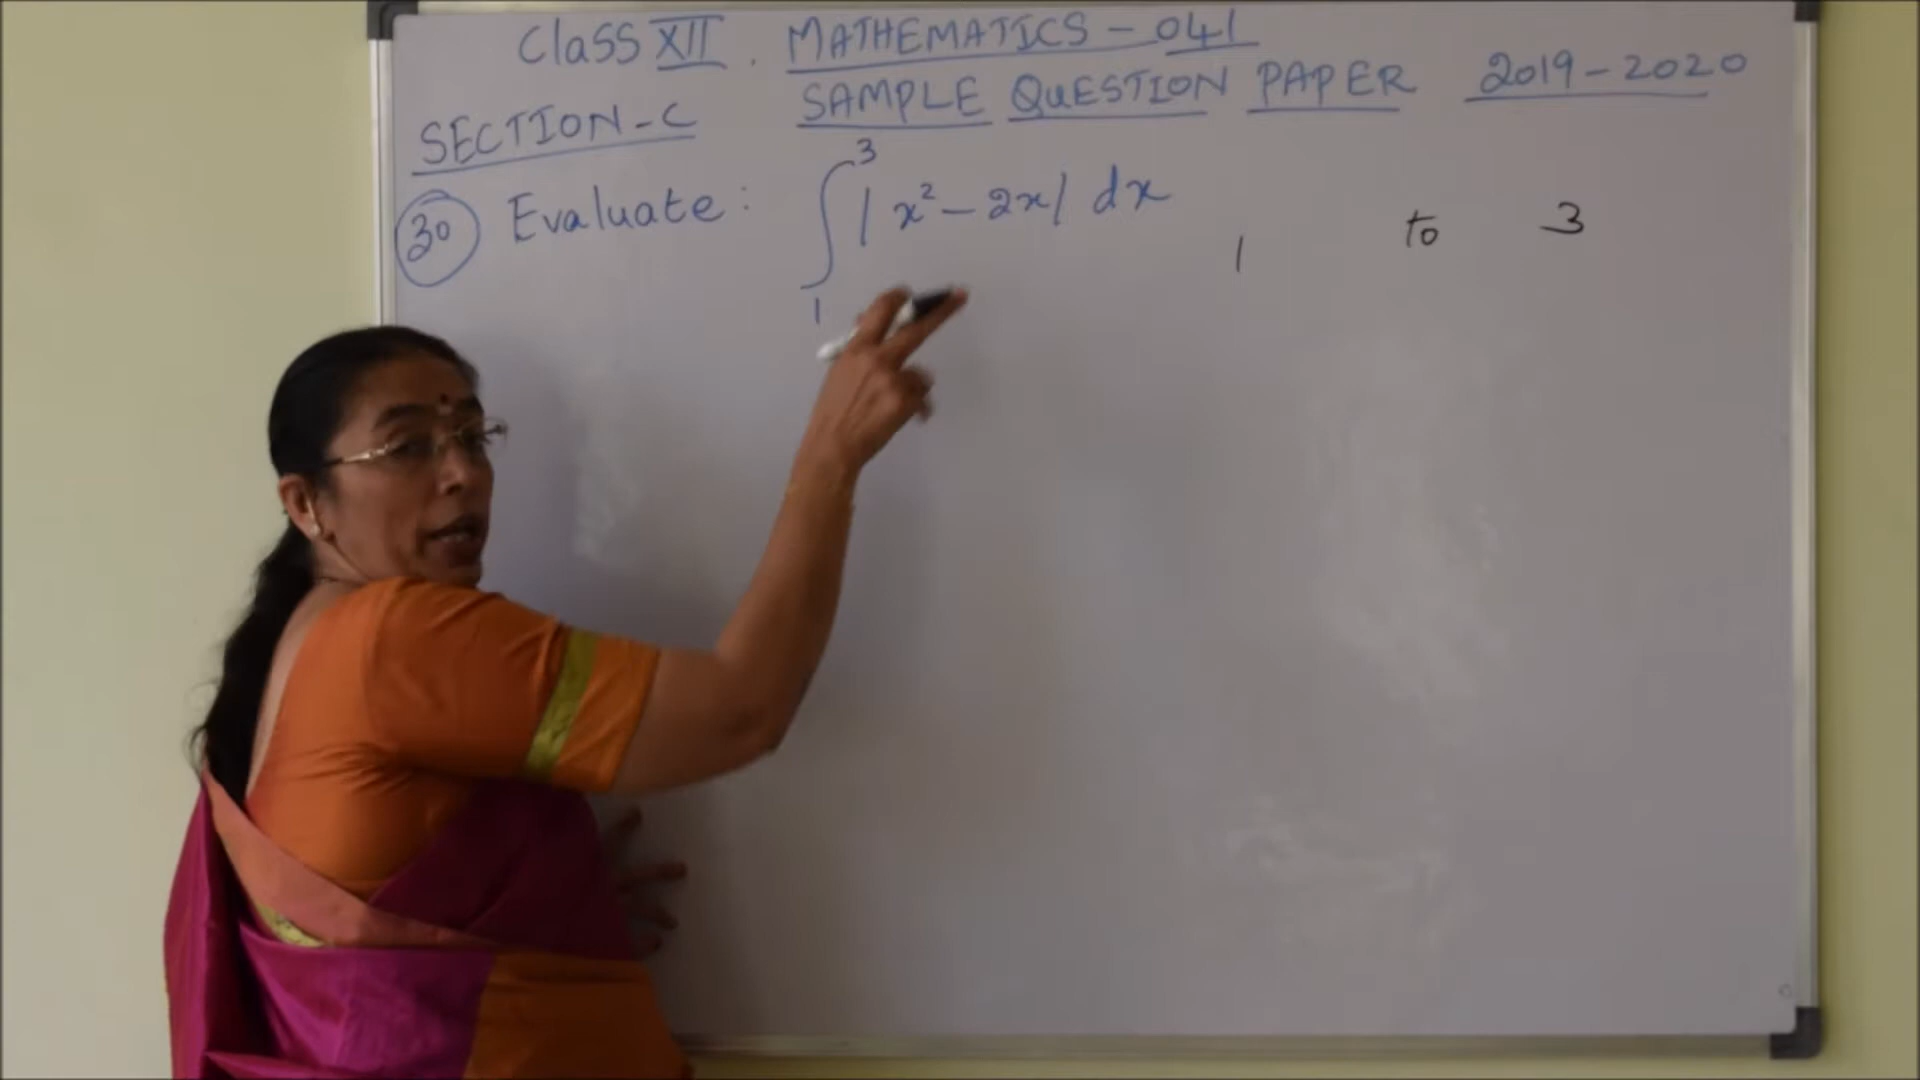 Class XII. MATHEMATICS - 041
SAMPLE QUESTION PAPER 2019-2020
SECTION-C
30 Evaluate: ∫₁³ |x² - 2x| dx
1 to 3